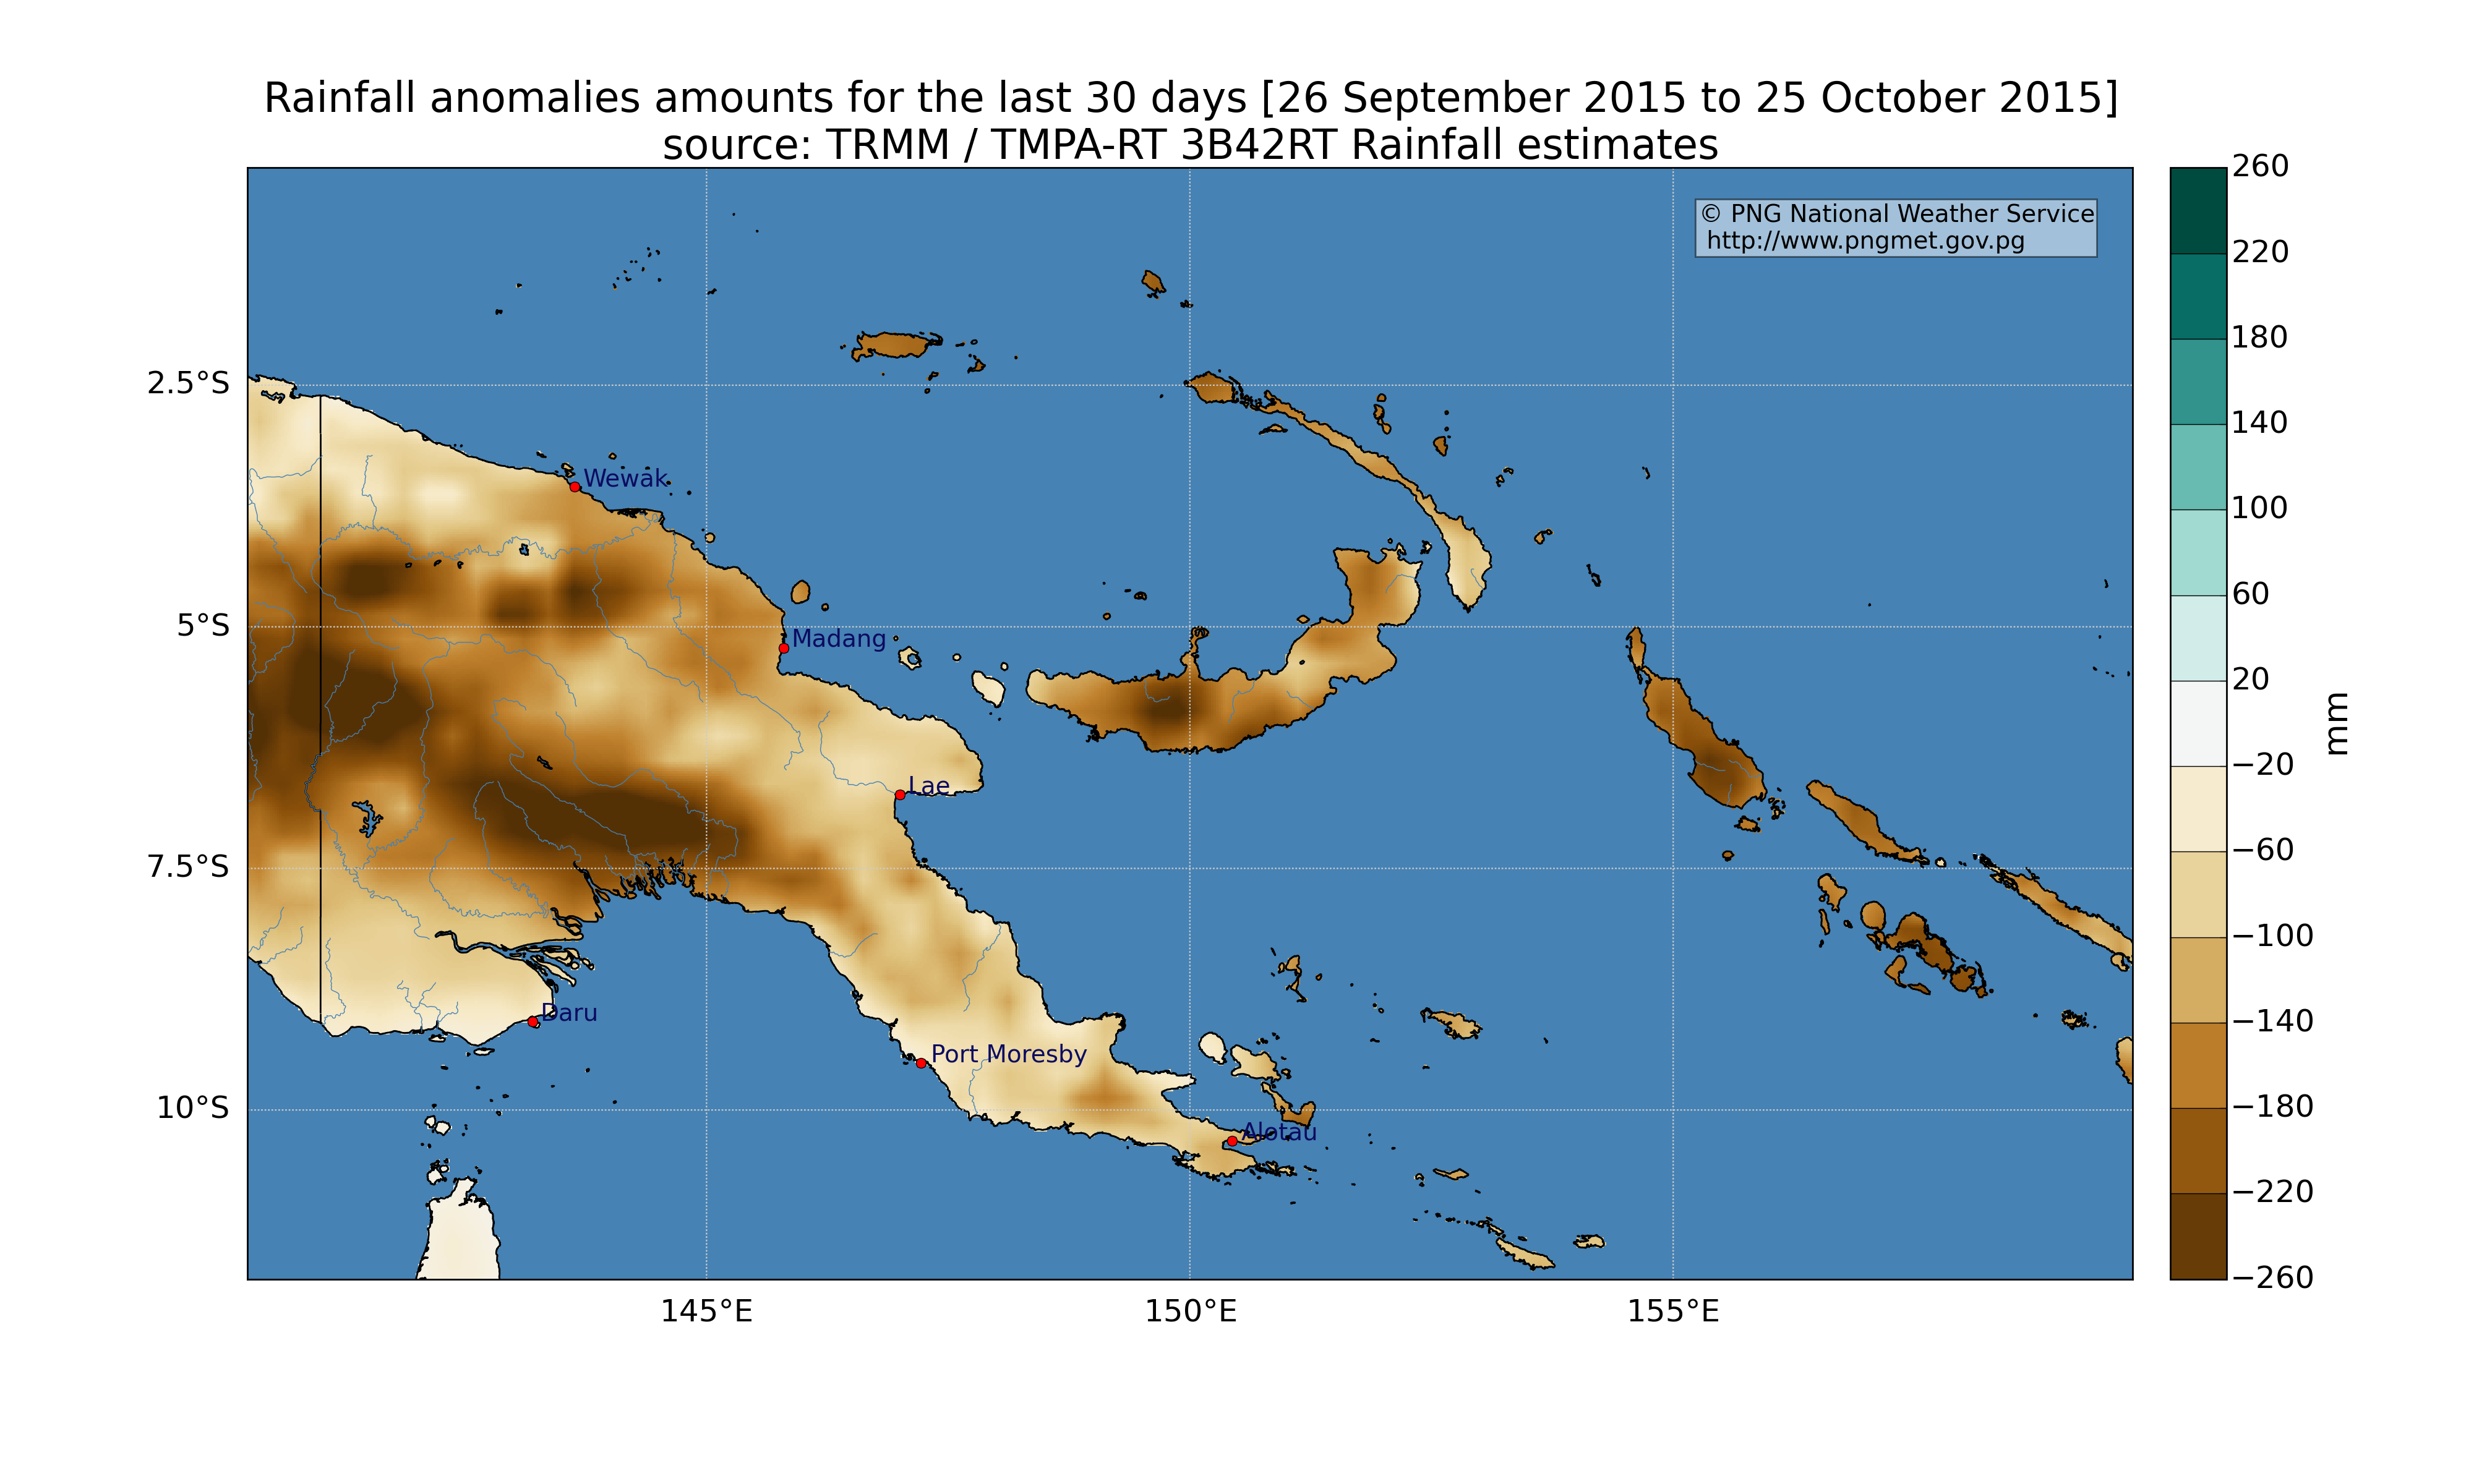 Rainfall anomalies amounts for the last 30 days [26 September 2015 to 25 October 2015]
source: TRMM / TMPA-RT 3B42RT Rainfall estimates
© PNG National Weather Service
http://www.pngmet.gov.pg
2.5°S
5°S
7.5°S
10°S
Wewak
Madang
Lae
Daru
Port Moresby
Alotau
145°E
150°E
155°E
260
220
180
140
100
60
20
−20
−60
−100
−140
−180
−220
−260
mm